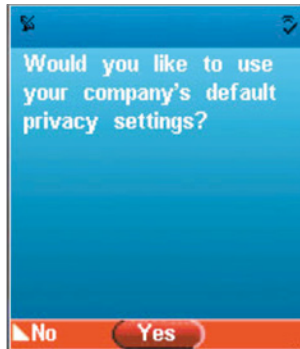 Would you like to use
your company's default
privacy settings?
No Yes